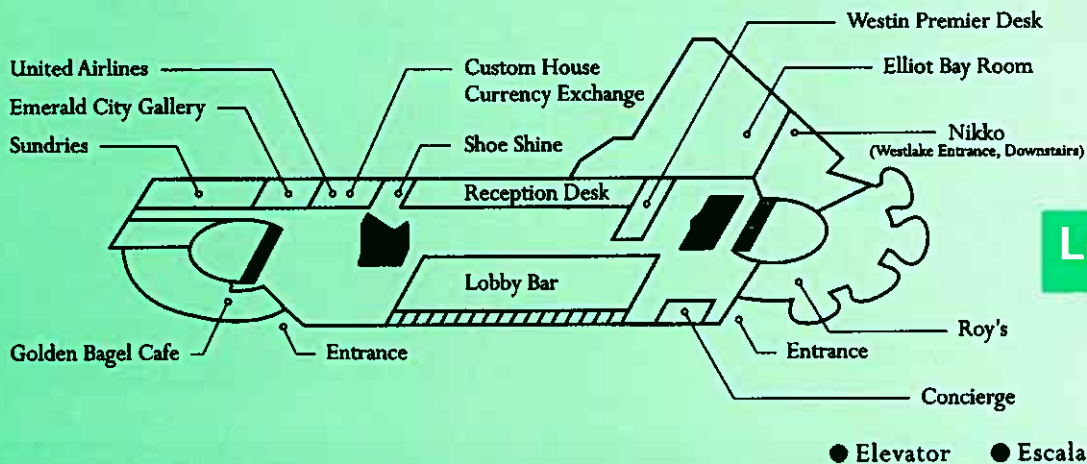 Westin Premier Desk
United Airlines
Custom House
Currency Exchange
Elliot Bay Room
Emerald City Gallery
Sundries
Shoe Shine
Nikko
(Westlake Entrance, Downstairs)
Reception Desk
L
Lobby Bar
Roy's
Golden Bagel Cafe
Entrance
Entrance
Concierge
Elevator
Escala